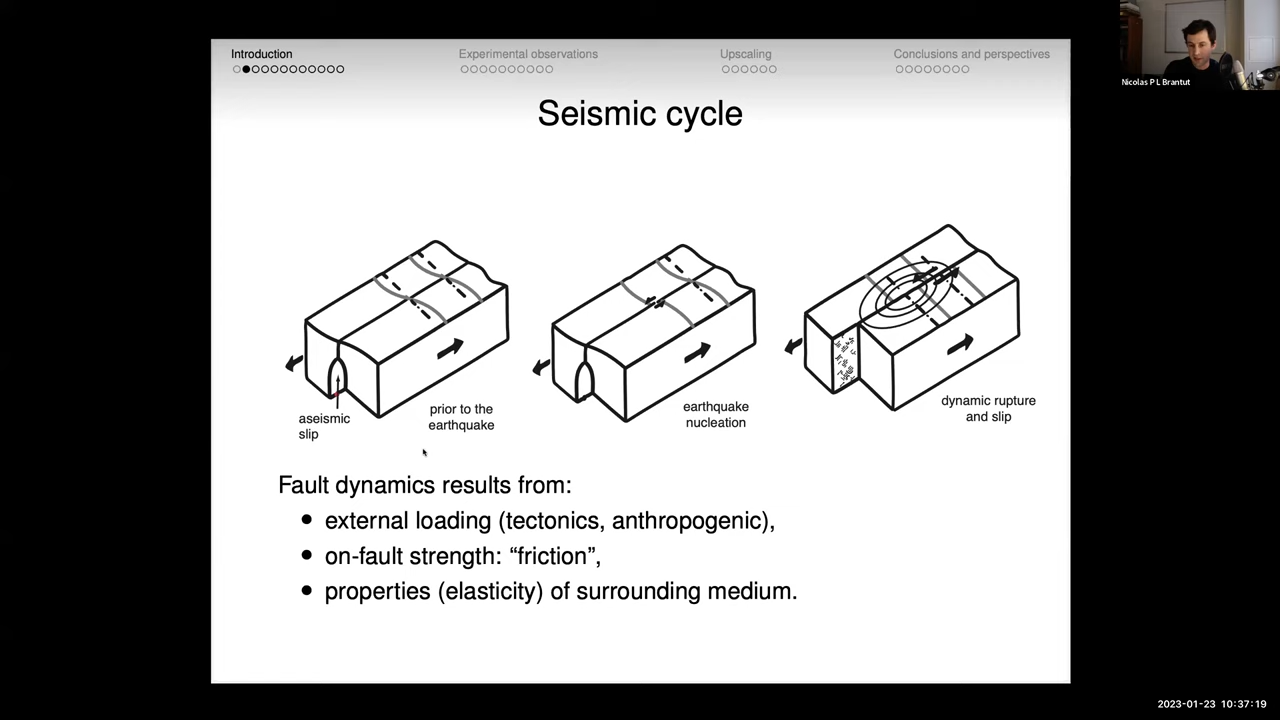 Introduction
Experimental observations
Upscaling
Conclusions and perspectives
Nicolas P L Brantut
Seismic cycle
aseismic
slip
prior to the
earthquake
earthquake
nucleation
dynamic rupture
and slip
Fault dynamics results from:
external loading (tectonics, anthropogenic),
on-fault strength: “friction”,
properties (elasticity) of surrounding medium.
2023-01-23 10:37:19